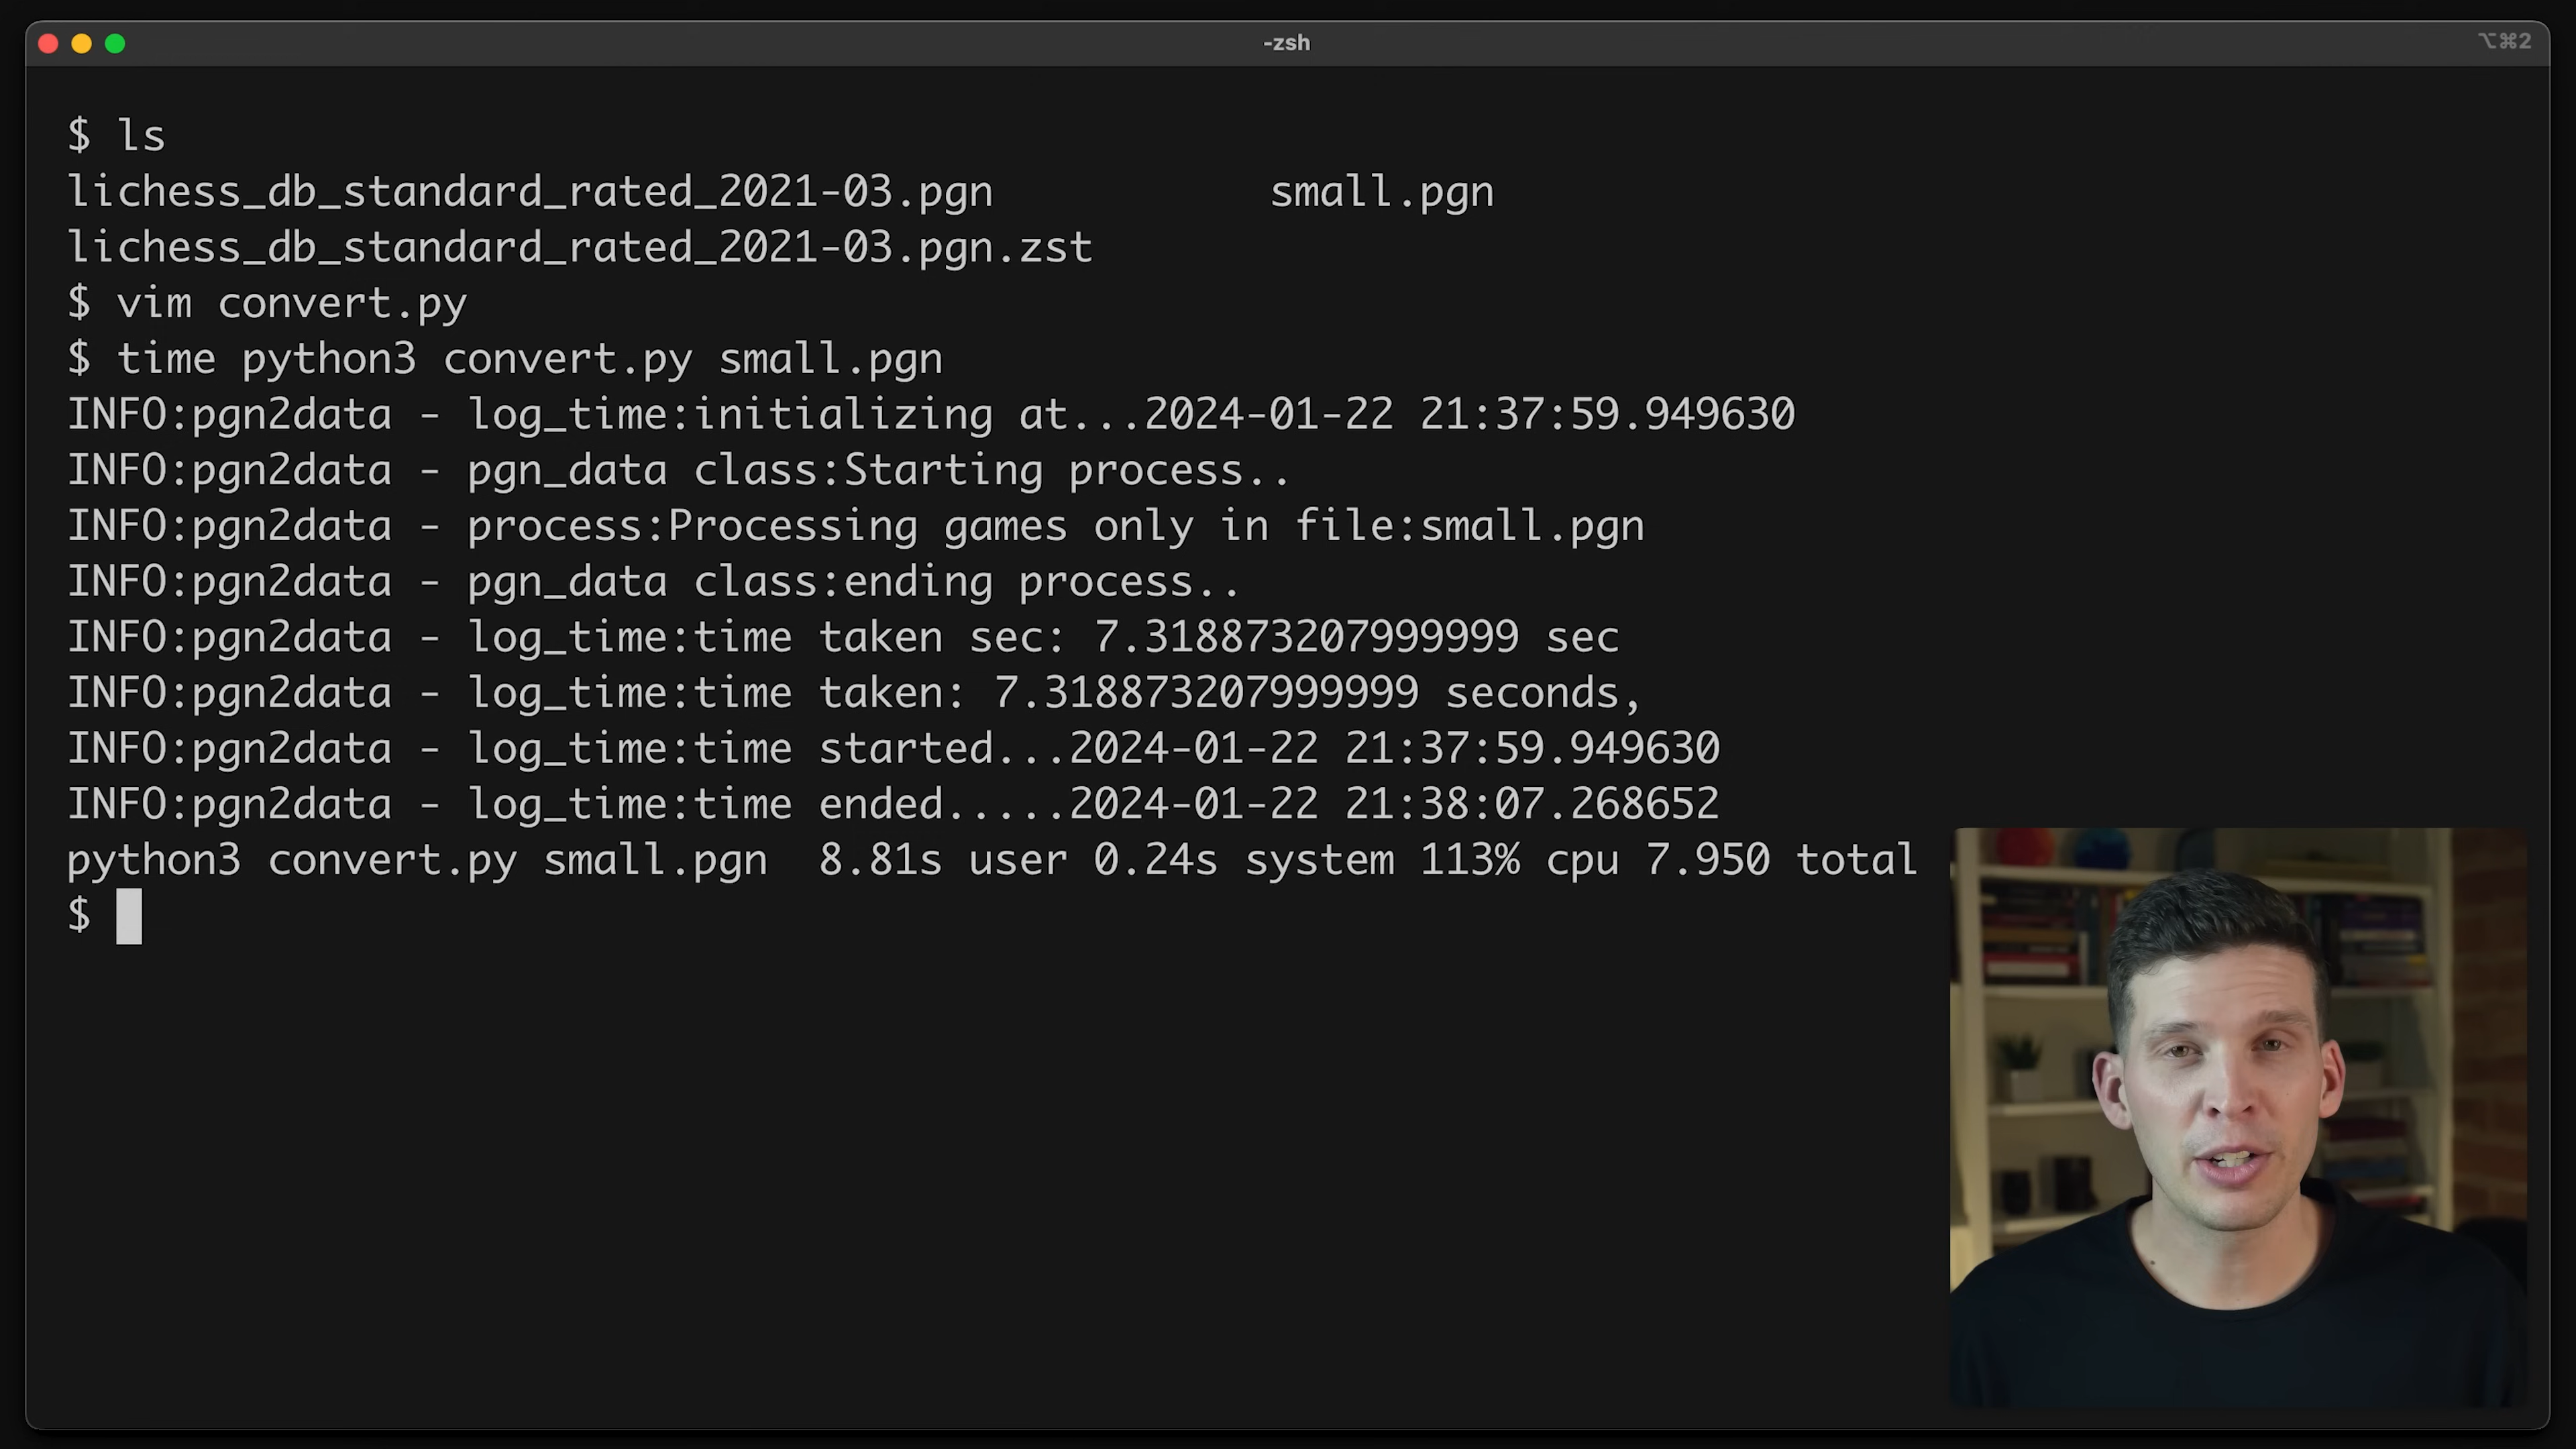 -zsh
⌥⌘2
$ ls
lichess_db_standard_rated_2021-03.pgn small.pgn
lichess_db_standard_rated_2021-03.pgn.zst
$ vim convert.py
$ time python3 convert.py small.pgn
INFO:pgn2data - log_time:initializing at...2024-01-22 21:37:59.949630
INFO:pgn2data - pgn_data class:Starting process..
INFO:pgn2data - process:Processing games only in file:small.pgn
INFO:pgn2data - pgn_data class:ending process..
INFO:pgn2data - log_time:time taken sec: 7.318873207999999 sec
INFO:pgn2data - log_time:time taken: 7.318873207999999 seconds,
INFO:pgn2data - log_time:time started...2024-01-22 21:37:59.949630
INFO:pgn2data - log_time:time ended.....2024-01-22 21:38:07.268652
python3 convert.py small.pgn 8.81s user 0.24s system 113% cpu 7.950 total
$